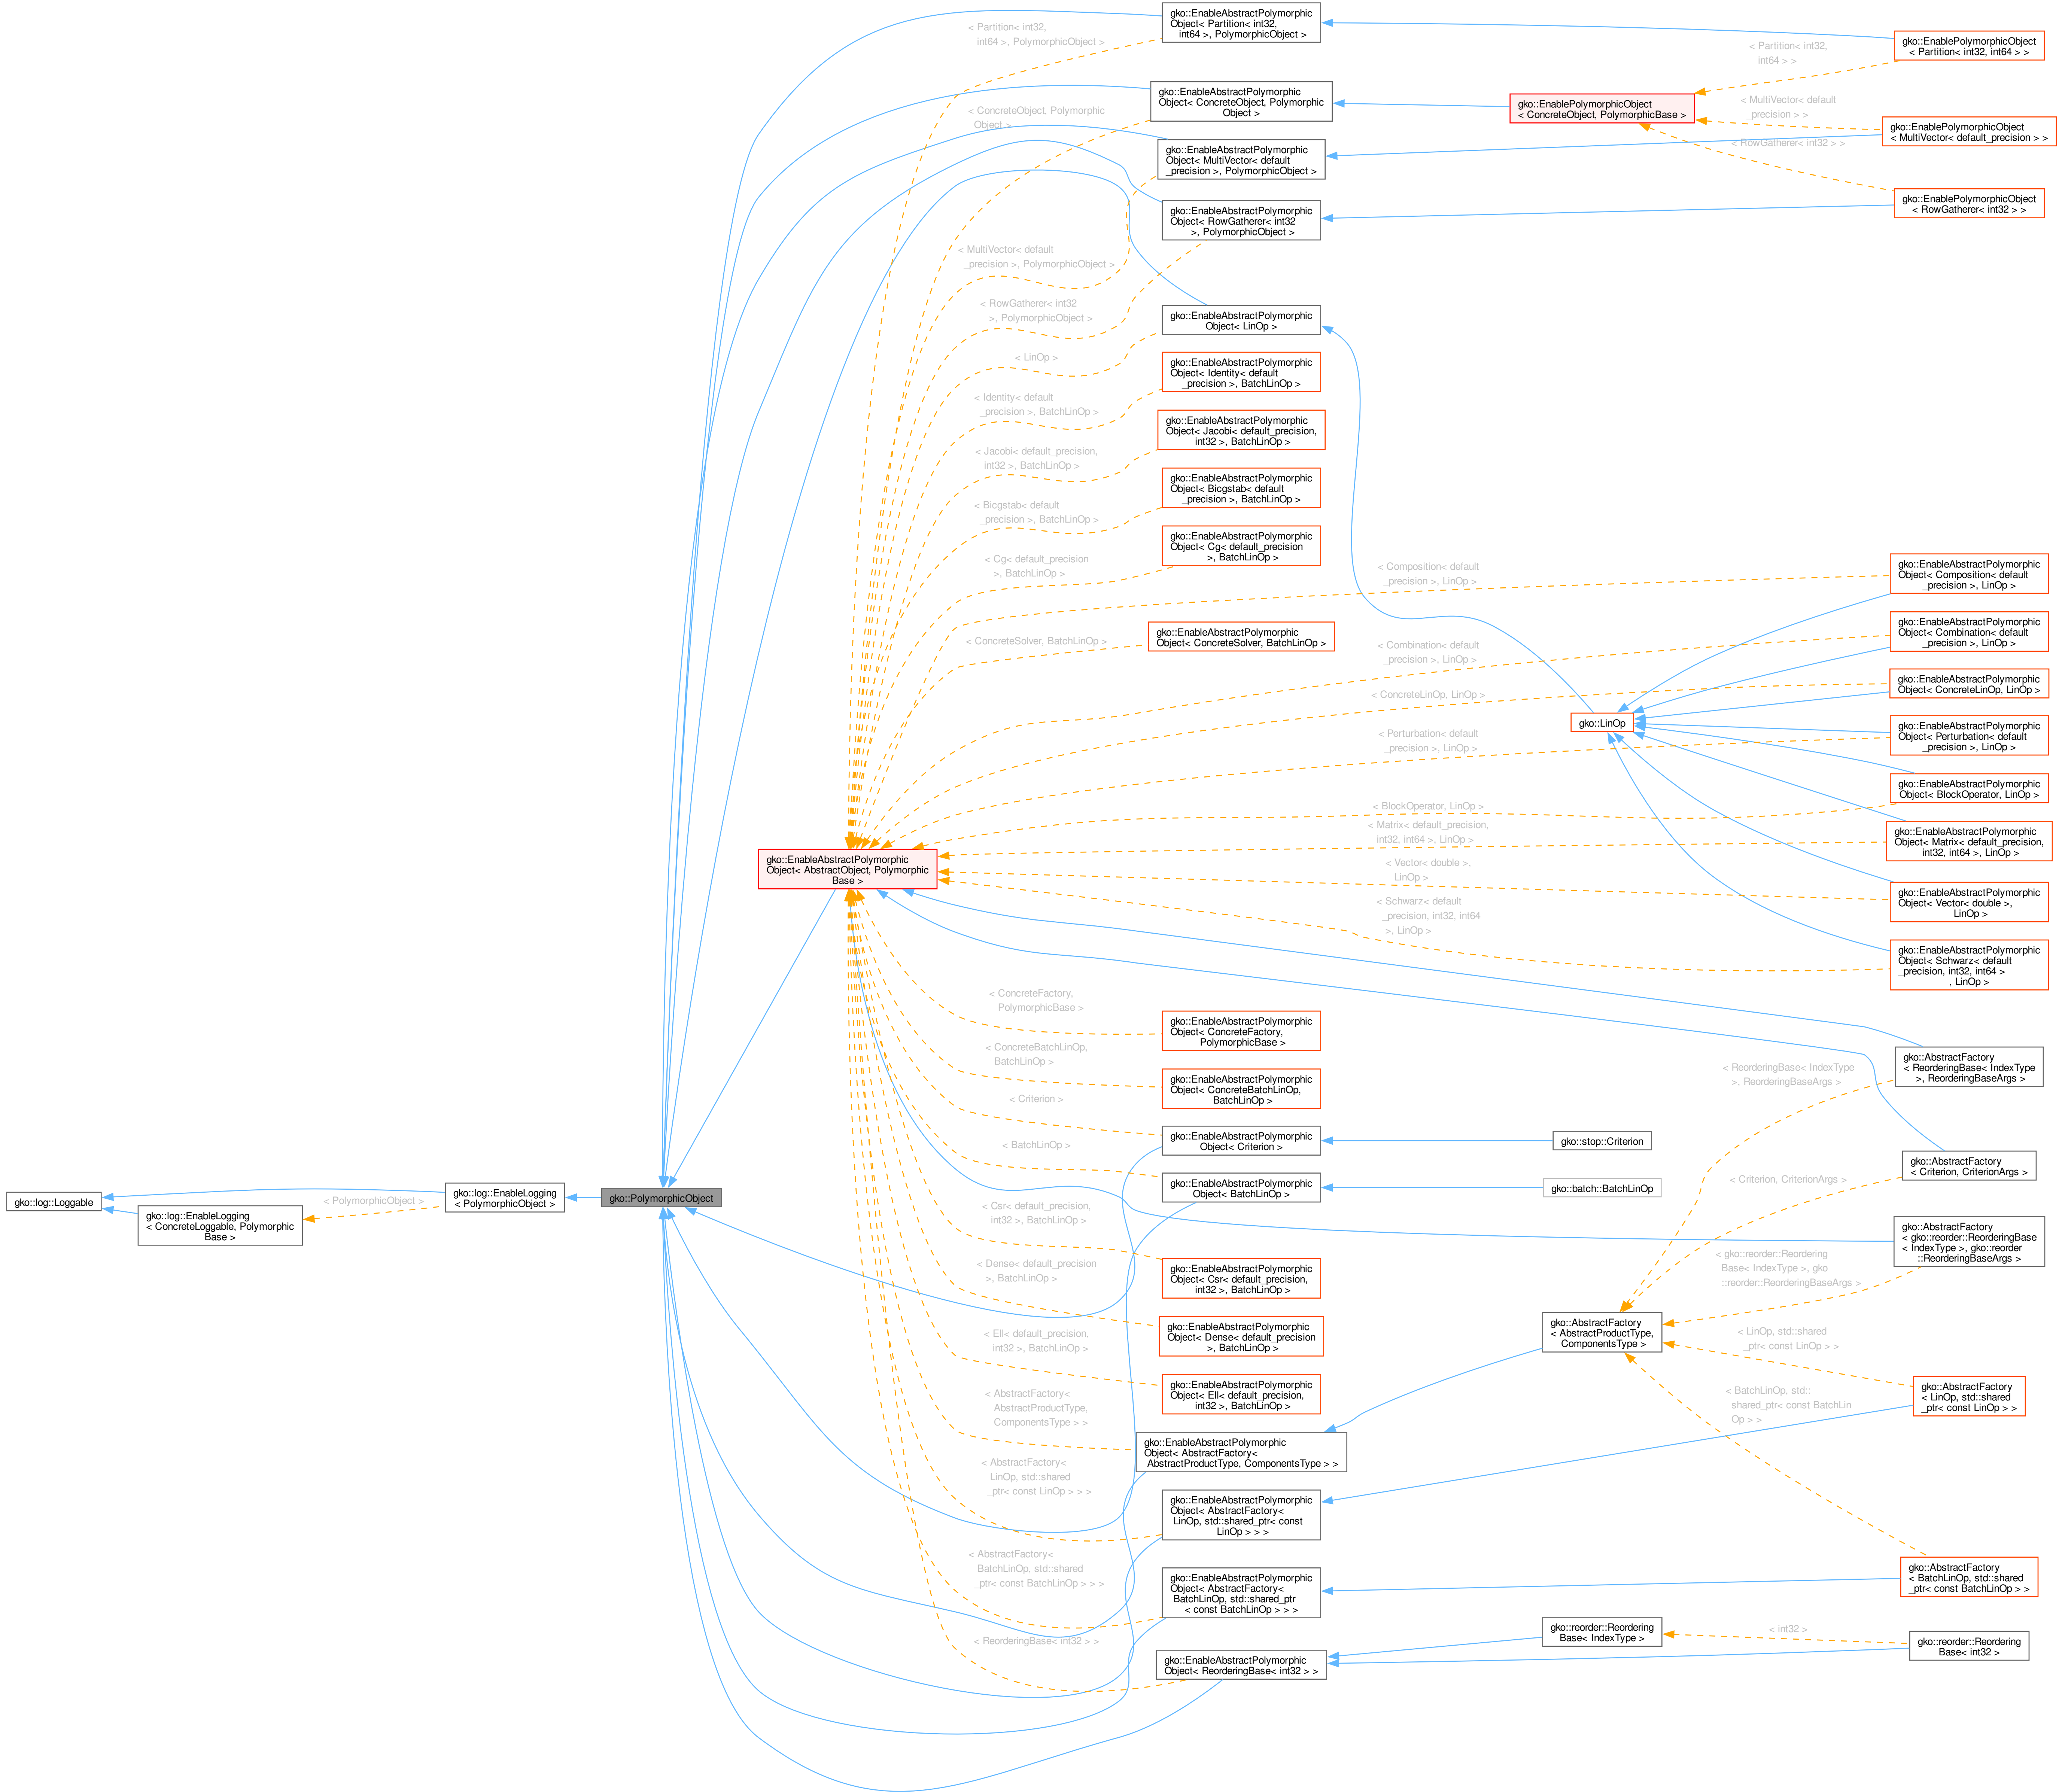 gko::log::Loggable
gko::log::EnableLogging
< ConcreteLoggable, Polymorphic
Base >
< PolymorphicObject >
gko::log::EnableLogging
< PolymorphicObject >
gko::PolymorphicObject
gko::EnableAbstractPolymorphic
Object< AbstractObject, Polymorphic
Base >
< Partition< int32,
int64 >, PolymorphicObject >
< ConcreteObject, Polymorphic
Object >
< MultiVector< default
_precision >, PolymorphicObject >
< RowGatherer< int32
>, PolymorphicObject >
< LinOp >
< Identity< default
_precision >, BatchLinOp >
< Jacobi< default_precision,
int32 >, BatchLinOp >
< Bicgstab< default
_precision >, BatchLinOp >
< Cg< default_precision
>, BatchLinOp >
< ConcreteSolver, BatchLinOp >
< ConcreteFactory,
PolymorphicBase >
< ConcreteBatchLinOp,
BatchLinOp >
< Criterion >
< BatchLinOp >
< Csr< default_precision,
int32 >, BatchLinOp >
< Dense< default_precision
>, BatchLinOp >
< Ell< default_precision,
int32 >, BatchLinOp >
< AbstractFactory<
AbstractProductType,
ComponentsType > >
< AbstractFactory<
LinOp, std::shared
_ptr< const LinOp > > >
< AbstractFactory<
BatchLinOp, std::shared
_ptr< const BatchLinOp > > >
< ReorderingBase< int32 > >
gko::EnableAbstractPolymorphic
Object< Partition< int32,
int64 >, PolymorphicObject >
gko::EnableAbstractPolymorphic
Object< ConcreteObject, Polymorphic
Object >
gko::EnableAbstractPolymorphic
Object< MultiVector< default
_precision >, PolymorphicObject >
gko::EnableAbstractPolymorphic
Object< RowGatherer< int32
>, PolymorphicObject >
gko::EnableAbstractPolymorphic
Object< LinOp >
gko::EnableAbstractPolymorphic
Object< Identity< default
_precision >, BatchLinOp >
gko::EnableAbstractPolymorphic
Object< Jacobi< default_precision,
int32 >, BatchLinOp >
gko::EnableAbstractPolymorphic
Object< Bicgstab< default
_precision >, BatchLinOp >
gko::EnableAbstractPolymorphic
Object< Cg< default_precision
>, BatchLinOp >
gko::EnableAbstractPolymorphic
Object< ConcreteSolver, BatchLinOp >
gko::EnableAbstractPolymorphic
Object< ConcreteFactory,
PolymorphicBase >
gko::EnableAbstractPolymorphic
Object< ConcreteBatchLinOp,
BatchLinOp >
gko::EnableAbstractPolymorphic
Object< Criterion >
gko::EnableAbstractPolymorphic
Object< BatchLinOp >
gko::EnableAbstractPolymorphic
Object< Csr< default_precision,
int32 >, BatchLinOp >
gko::EnableAbstractPolymorphic
Object< Dense< default_precision
>, BatchLinOp >
gko::EnableAbstractPolymorphic
Object< Ell< default_precision,
int32 >, BatchLinOp >
gko::EnableAbstractPolymorphic
Object< AbstractFactory<
AbstractProductType, ComponentsType > >
gko::EnableAbstractPolymorphic
Object< AbstractFactory<
LinOp, std::shared_ptr< const
LinOp > > >
gko::EnableAbstractPolymorphic
Object< AbstractFactory<
BatchLinOp, std::shared_ptr
< const BatchLinOp > > >
gko::EnableAbstractPolymorphic
Object< ReorderingBase< int32 > >
< Composition< default
_precision >, LinOp >
< Combination< default
_precision >, LinOp >
< ConcreteLinOp, LinOp >
< Perturbation< default
_precision >, LinOp >
< BlockOperator, LinOp >
< Matrix< default_precision,
int32, int64 >, LinOp >
< Vector< double >,
LinOp >
< Schwarz< default
_precision, int32, int64
>, LinOp >
gko::EnablePolymorphicObject
< ConcreteObject, PolymorphicBase >
gko::LinOp
gko::stop::Criterion
gko::batch::BatchLinOp
gko::AbstractFactory
< AbstractProductType,
ComponentsType >
gko::reorder::Reordering
Base< IndexType >
< Partition< int32,
int64 > >
< MultiVector< default
_precision > >
< RowGatherer< int32 > >
< ReorderingBase< IndexType
>, ReorderingBaseArgs >
< Criterion, CriterionArgs >
< gko::reorder::Reordering
Base< IndexType >, gko
::reorder::ReorderingBaseArgs >
< LinOp, std::shared
_ptr< const LinOp > >
< BatchLinOp, std::
shared_ptr< const BatchLin
Op > >
< int32 >
gko::EnablePolymorphicObject
< Partition< int32, int64 > >
gko::EnablePolymorphicObject
< MultiVector< default_precision > >
gko::EnablePolymorphicObject
< RowGatherer< int32 > >
gko::EnableAbstractPolymorphic
Object< Composition< default
_precision >, LinOp >
gko::EnableAbstractPolymorphic
Object< Combination< default
_precision >, LinOp >
gko::EnableAbstractPolymorphic
Object< ConcreteLinOp, LinOp >
gko::EnableAbstractPolymorphic
Object< Perturbation< default
_precision >, LinOp >
gko::EnableAbstractPolymorphic
Object< BlockOperator, LinOp >
gko::EnableAbstractPolymorphic
Object< Matrix< default_precision,
int32, int64 >, LinOp >
gko::EnableAbstractPolymorphic
Object< Vector< double >,
LinOp >
gko::EnableAbstractPolymorphic
Object< Schwarz< default
_precision, int32, int64 >
, LinOp >
gko::AbstractFactory
< ReorderingBase< IndexType
>, ReorderingBaseArgs >
gko::AbstractFactory
< Criterion, CriterionArgs >
gko::AbstractFactory
< gko::reorder::ReorderingBase
< IndexType >, gko::reorder
::ReorderingBaseArgs >
gko::AbstractFactory
< LinOp, std::shared
_ptr< const LinOp > >
gko::AbstractFactory
< BatchLinOp, std::shared
_ptr< const BatchLinOp > >
gko::reorder::Reordering
Base< int32 >